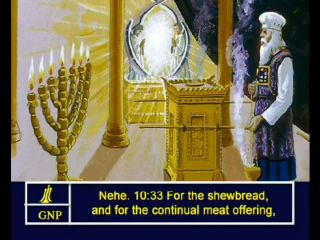 Nehe. 10:33 For the shewbread,
and for the continual meat offering,
GNP